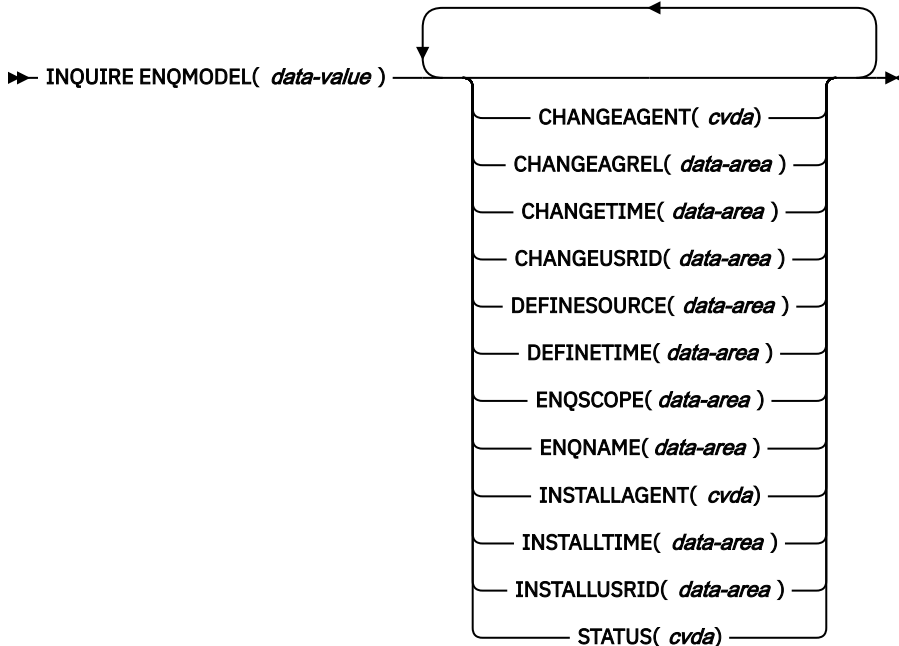 INQUIRE ENQMODEL( data-value )
CHANGEAGENT( cvda)
CHANGEAGREL( data-area )
CHANGETIME( data-area )
CHANGEUSRID( data-area )
DEFINESOURCE( data-area )
DEFINETIME( data-area )
ENQSCOPE( data-area )
ENQNAME( data-area )
INSTALLAGENT( cvda)
INSTALLTIME( data-area )
INSTALLUSRID( data-area )
STATUS( cvda)